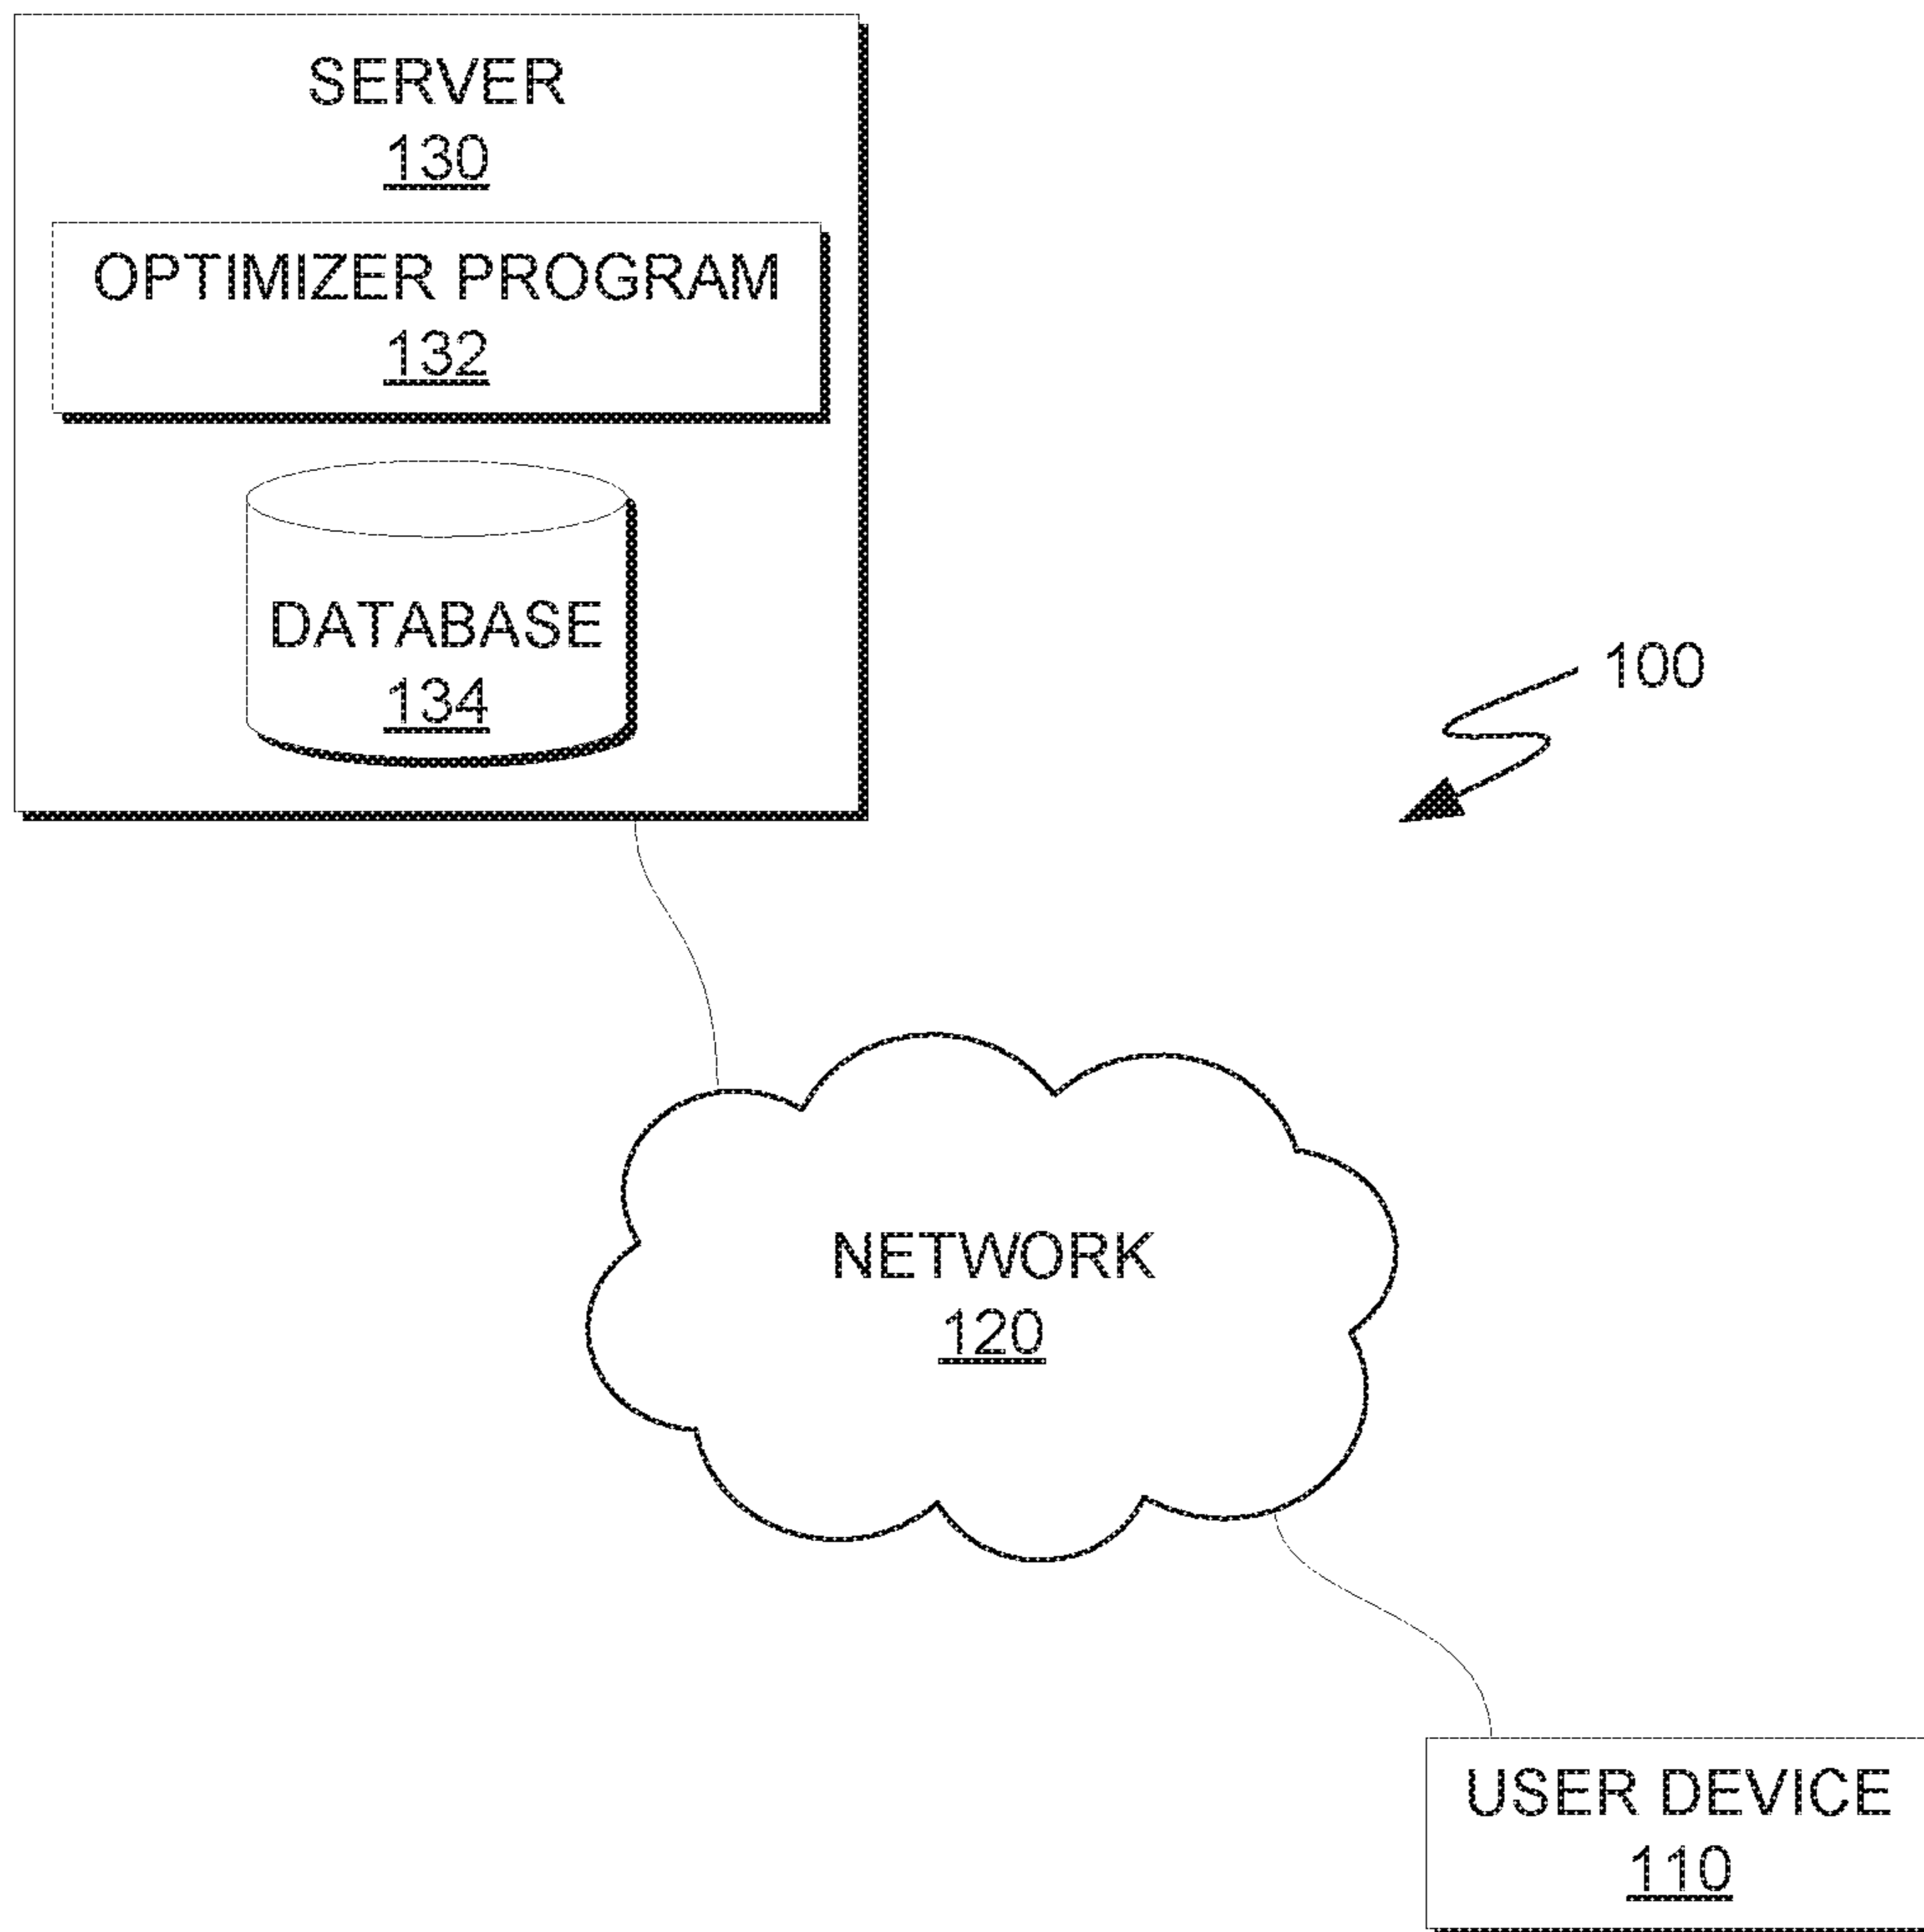 SERVER
130
OPTIMIZER PROGRAM
132
DATABASE
134
100
NETWORK
120
USER DEVICE
110